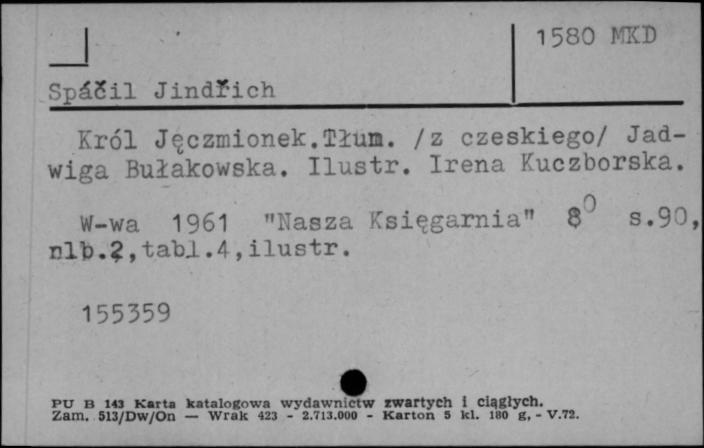 1580 MKD
Spáčil Jindřich
Król Jęczmionek.Tłum. /z czeskiego/ Jad-
wiga Bułakowska. Ilustr. Irena Kuczborska.
W-wa 1961 "Nasza Księgarnia" 8⁰ s.90,
nlb.2,tabl.4,ilustr.
155359
PU B 143 Karta katalogowa wydawnictw zwartych i ciągłych.
Zam. 513/Dw/On — Wrak 423 - 2.713.000 - Karton 5 kl. 180 g, - V.72.